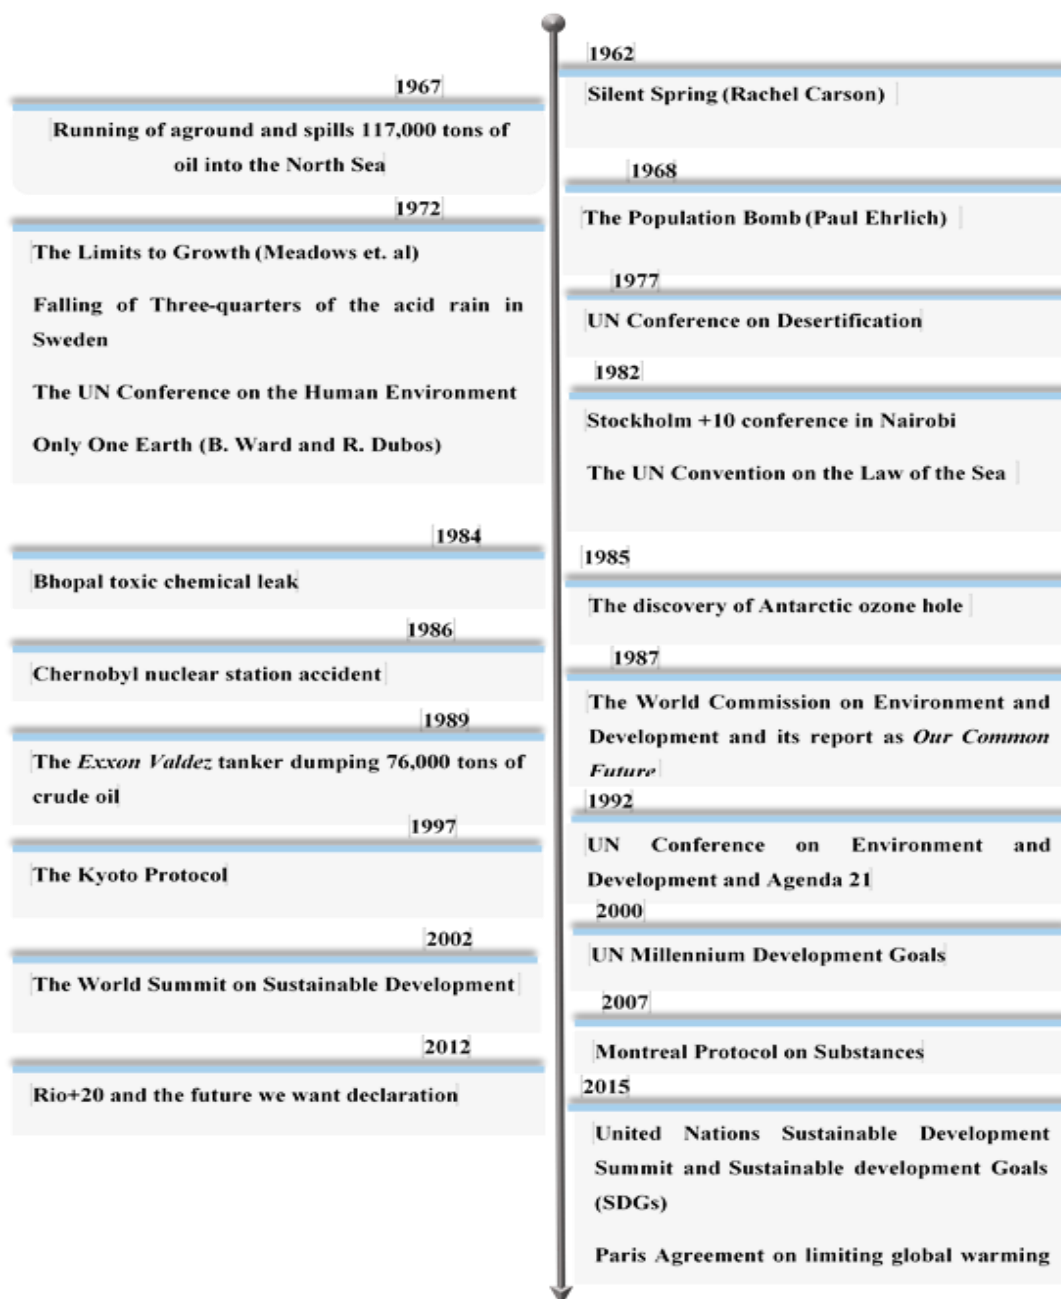 1962
Silent Spring (Rachel Carson)
1967
Running of aground and spills 117,000 tons of
oil into the North Sea
1968
The Population Bomb (Paul Ehrlich)
1972
The Limits to Growth (Meadows et. al)
Falling of Three-quarters of the acid rain in
Sweden
The UN Conference on the Human Environment
Only One Earth (B. Ward and R. Dubos)
1977
UN Conference on Desertification
1982
Stockholm +10 conference in Nairobi
The UN Convention on the Law of the Sea
1984
Bhopal toxic chemical leak
1985
The discovery of Antarctic ozone hole
1986
Chernobyl nuclear station accident
1987
The World Commission on Environment and
Development and its report as Our Common
Future
1989
The Exxon Valdez tanker dumping 76,000 tons of
crude oil
1992
UN Conference on Environment and
Development and Agenda 21
1997
The Kyoto Protocol
2000
UN Millennium Development Goals
2002
The World Summit on Sustainable Development
2007
Montreal Protocol on Substances
2012
Rio+20 and the future we want declaration
2015
United Nations Sustainable Development
Summit and Sustainable development Goals
(SDGs)
Paris Agreement on limiting global warming